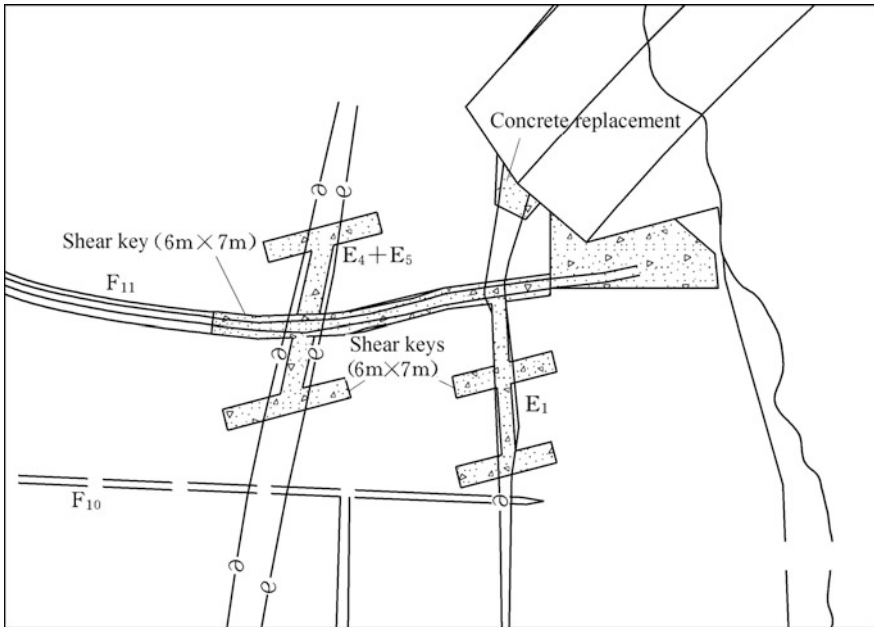 Concrete replacement
Shear key (6m×7m)
E₄+E₅
F₁₁
Shear keys
(6m×7m)
E₁
F₁₀
e
e
e
e
e
e
e